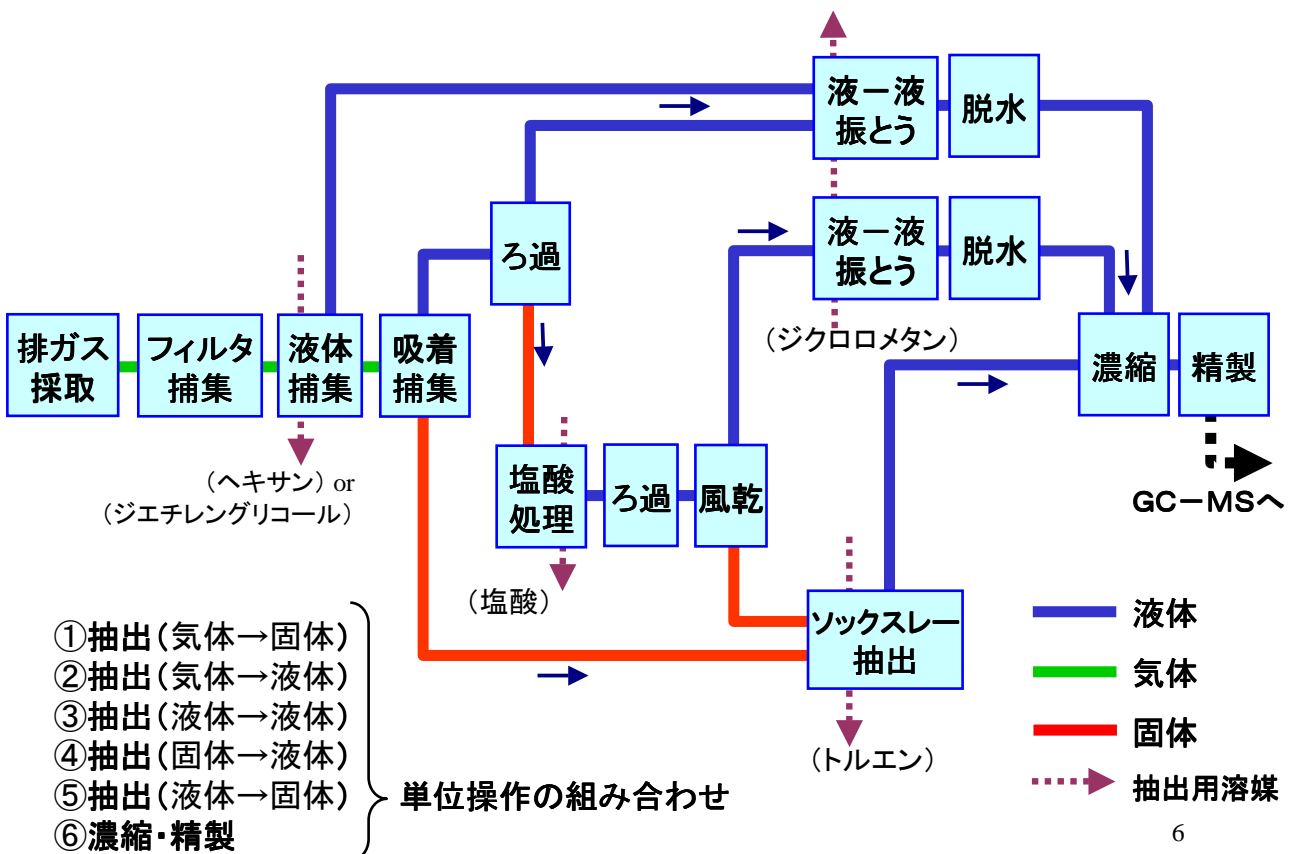 液－液
振とう
脱水
ろ過
液－液
振とう
脱水
（ジクロロメタン）
排ガス
採取
フィルタ
捕集
液体
捕集
吸着
捕集
濃縮
精製
（ヘキサン） or
（ジエチレングリコール）
塩酸
処理
ろ過
風乾
GC－MSへ
（塩酸）
ソックスレー
抽出
（トルエン）
液体
気体
固体
抽出用溶媒
①抽出（気体→固体）
②抽出（気体→液体）
③抽出（液体→液体）
④抽出（固体→液体）
⑤抽出（液体→固体）
⑥濃縮・精製
単位操作の組み合わせ
6